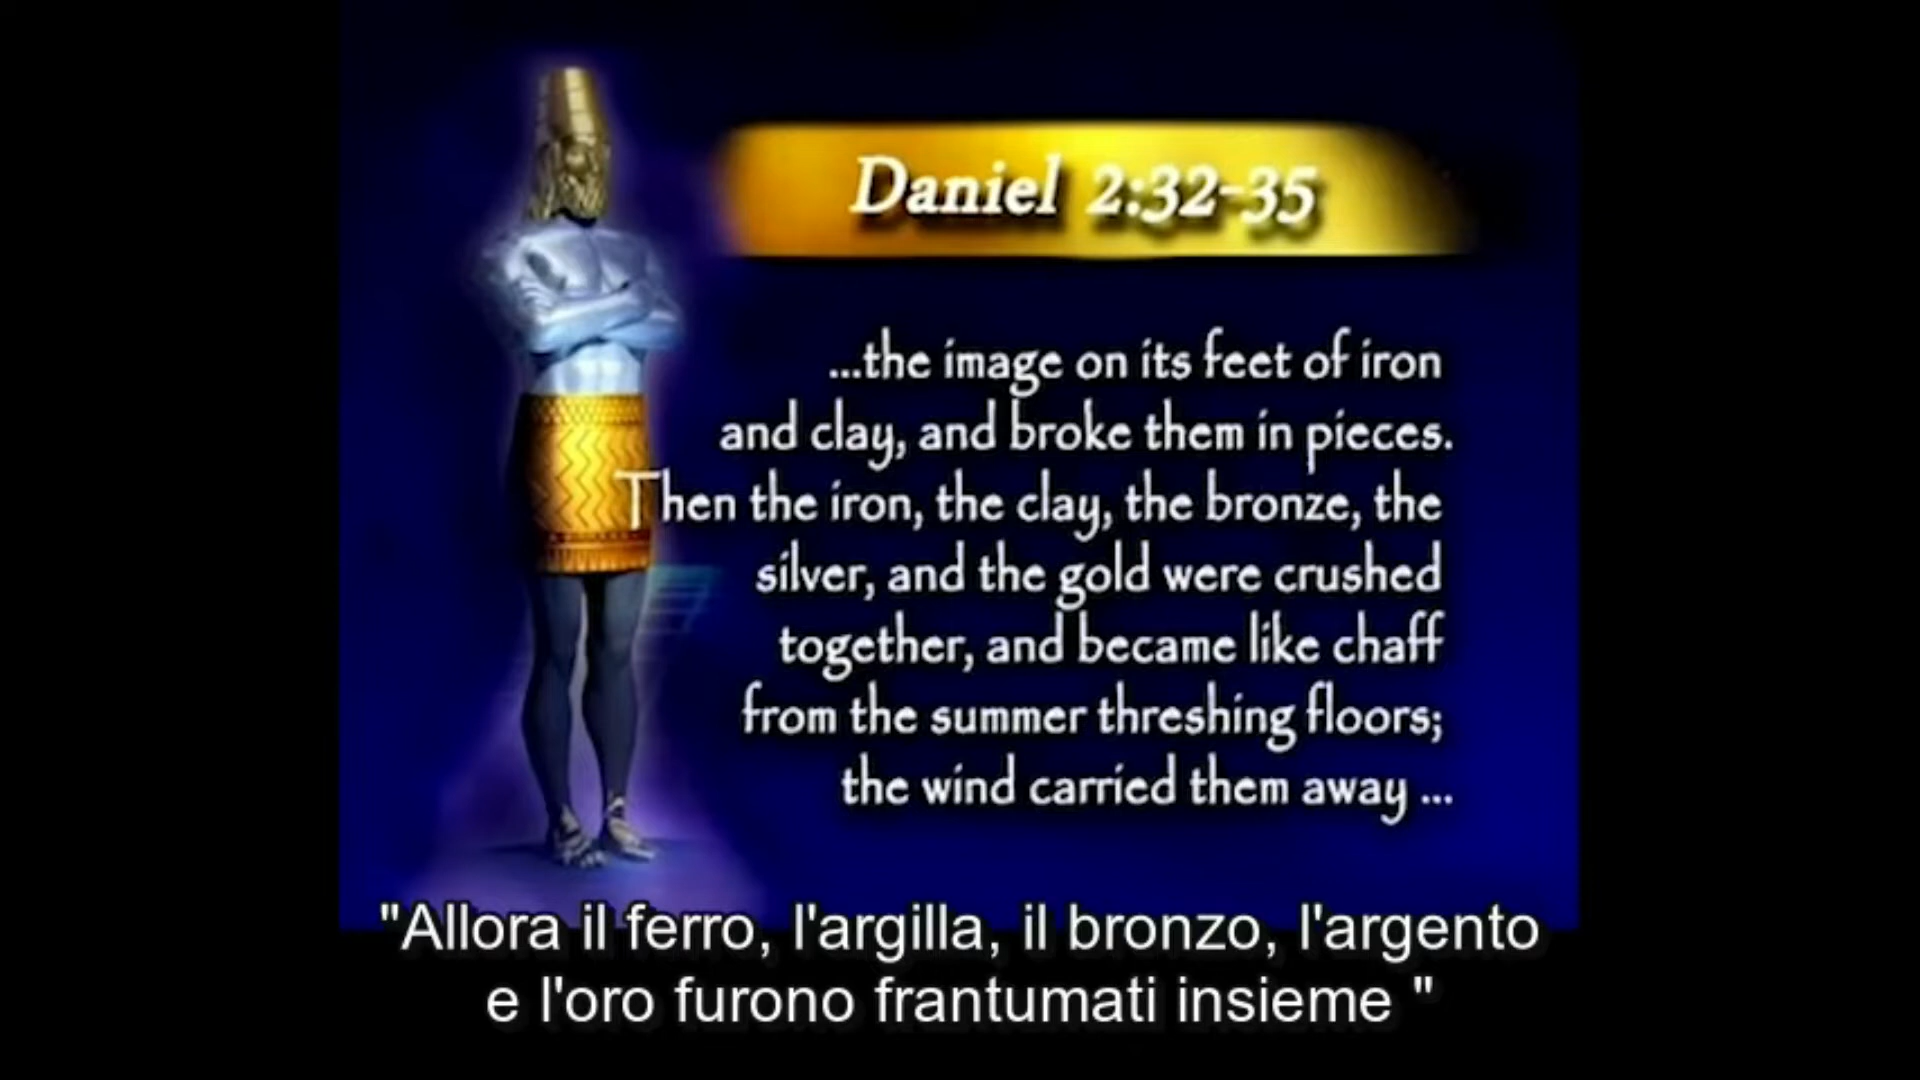 Daniel 2:32-35
...the image on its feet of iron
and clay, and broke them in pieces.
Then the iron, the clay, the bronze, the
silver, and the gold were crushed
together, and became like chaff
from the summer threshing floors;
the wind carried them away ...
"Allora il ferro, l'argilla, il bronzo, l'argento
e l'oro furono frantumati insieme "